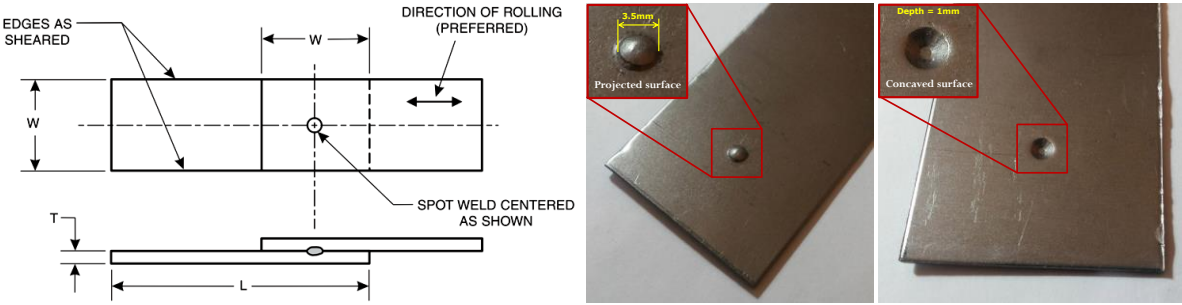 EDGES AS
SHEARED
W
DIRECTION OF ROLLING
(PREFERRED)
W
SPOT WELD CENTERED
AS SHOWN
T
L
3.5mm
Projected surface
Depth = 1mm
Concaved surface